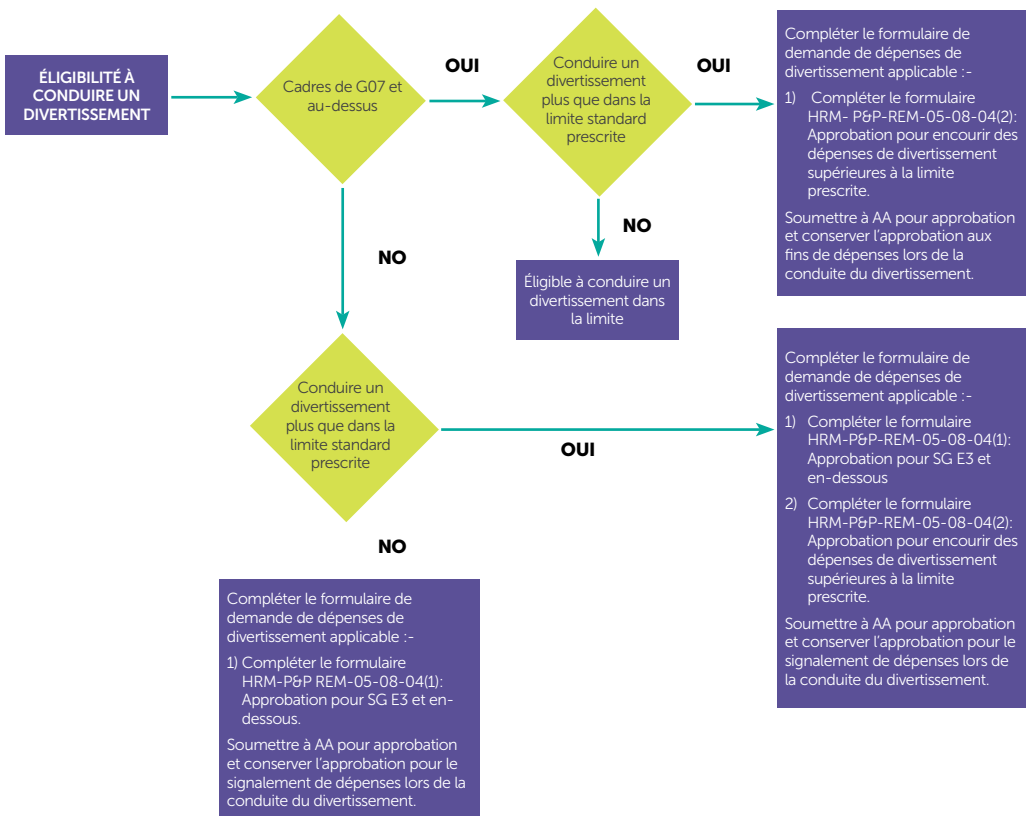 ÉLIGIBILITÉ À
CONDUIRE UN
DIVERTISSEMENT
Cadres de G07 et
au-dessus
OUI
Conduire un
divertissement
plus que dans la
limite standard
prescrite
OUI
Compléter le formulaire de
demande de dépenses de
divertissement applicable :-
1) Compléter le formulaire
HRM- P&P-REM-05-08-04(2):
Approbation pour encourir des
dépenses de divertissement
supérieures à la limite
prescrite.
Soumettre à AA pour approbation
et conserver l'approbation aux
fins de dépenses lors de la
conduite du divertissement.
NO
Éligible à conduire un
divertissement dans
la limite
NO
Conduire un
divertissement
plus que dans la
limite standard
prescrite
OUI
Compléter le formulaire de
demande de dépenses de
divertissement applicable :-
1) Compléter le formulaire
HRM-P&P-REM-05-08-04(1):
Approbation pour SG E3 et
en-dessous
2) Compléter le formulaire
HRM-P&P-REM-05-08-04(2):
Approbation pour encourir des
dépenses de divertissement
supérieures à la limite
prescrite.
Soumettre à AA pour approbation
et conserver l'approbation pour le
signalement de dépenses lors de
la conduite du divertissement.
NO
Compléter le formulaire de
demande de dépenses de
divertissement applicable :-
1) Compléter le formulaire
HRM-P&P REM-05-08-04(1):
Approbation pour SG E3 et en-
dessous.
Soumettre à AA pour approbation
et conserver l'approbation pour le
signalement de dépenses lors de la
conduite du divertissement.